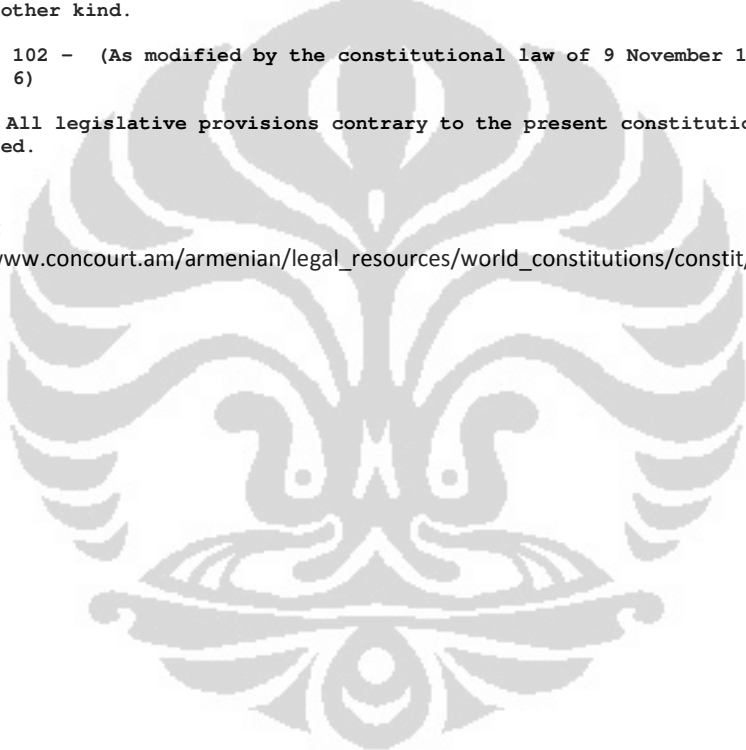 other kind.
102 – (As modified by the constitutional law of 9 November 1
6)
All legislative provisions contrary to the present constitutio
ed.
www.concourt.am/armenian/legal_resources/world_constitutions/constit/